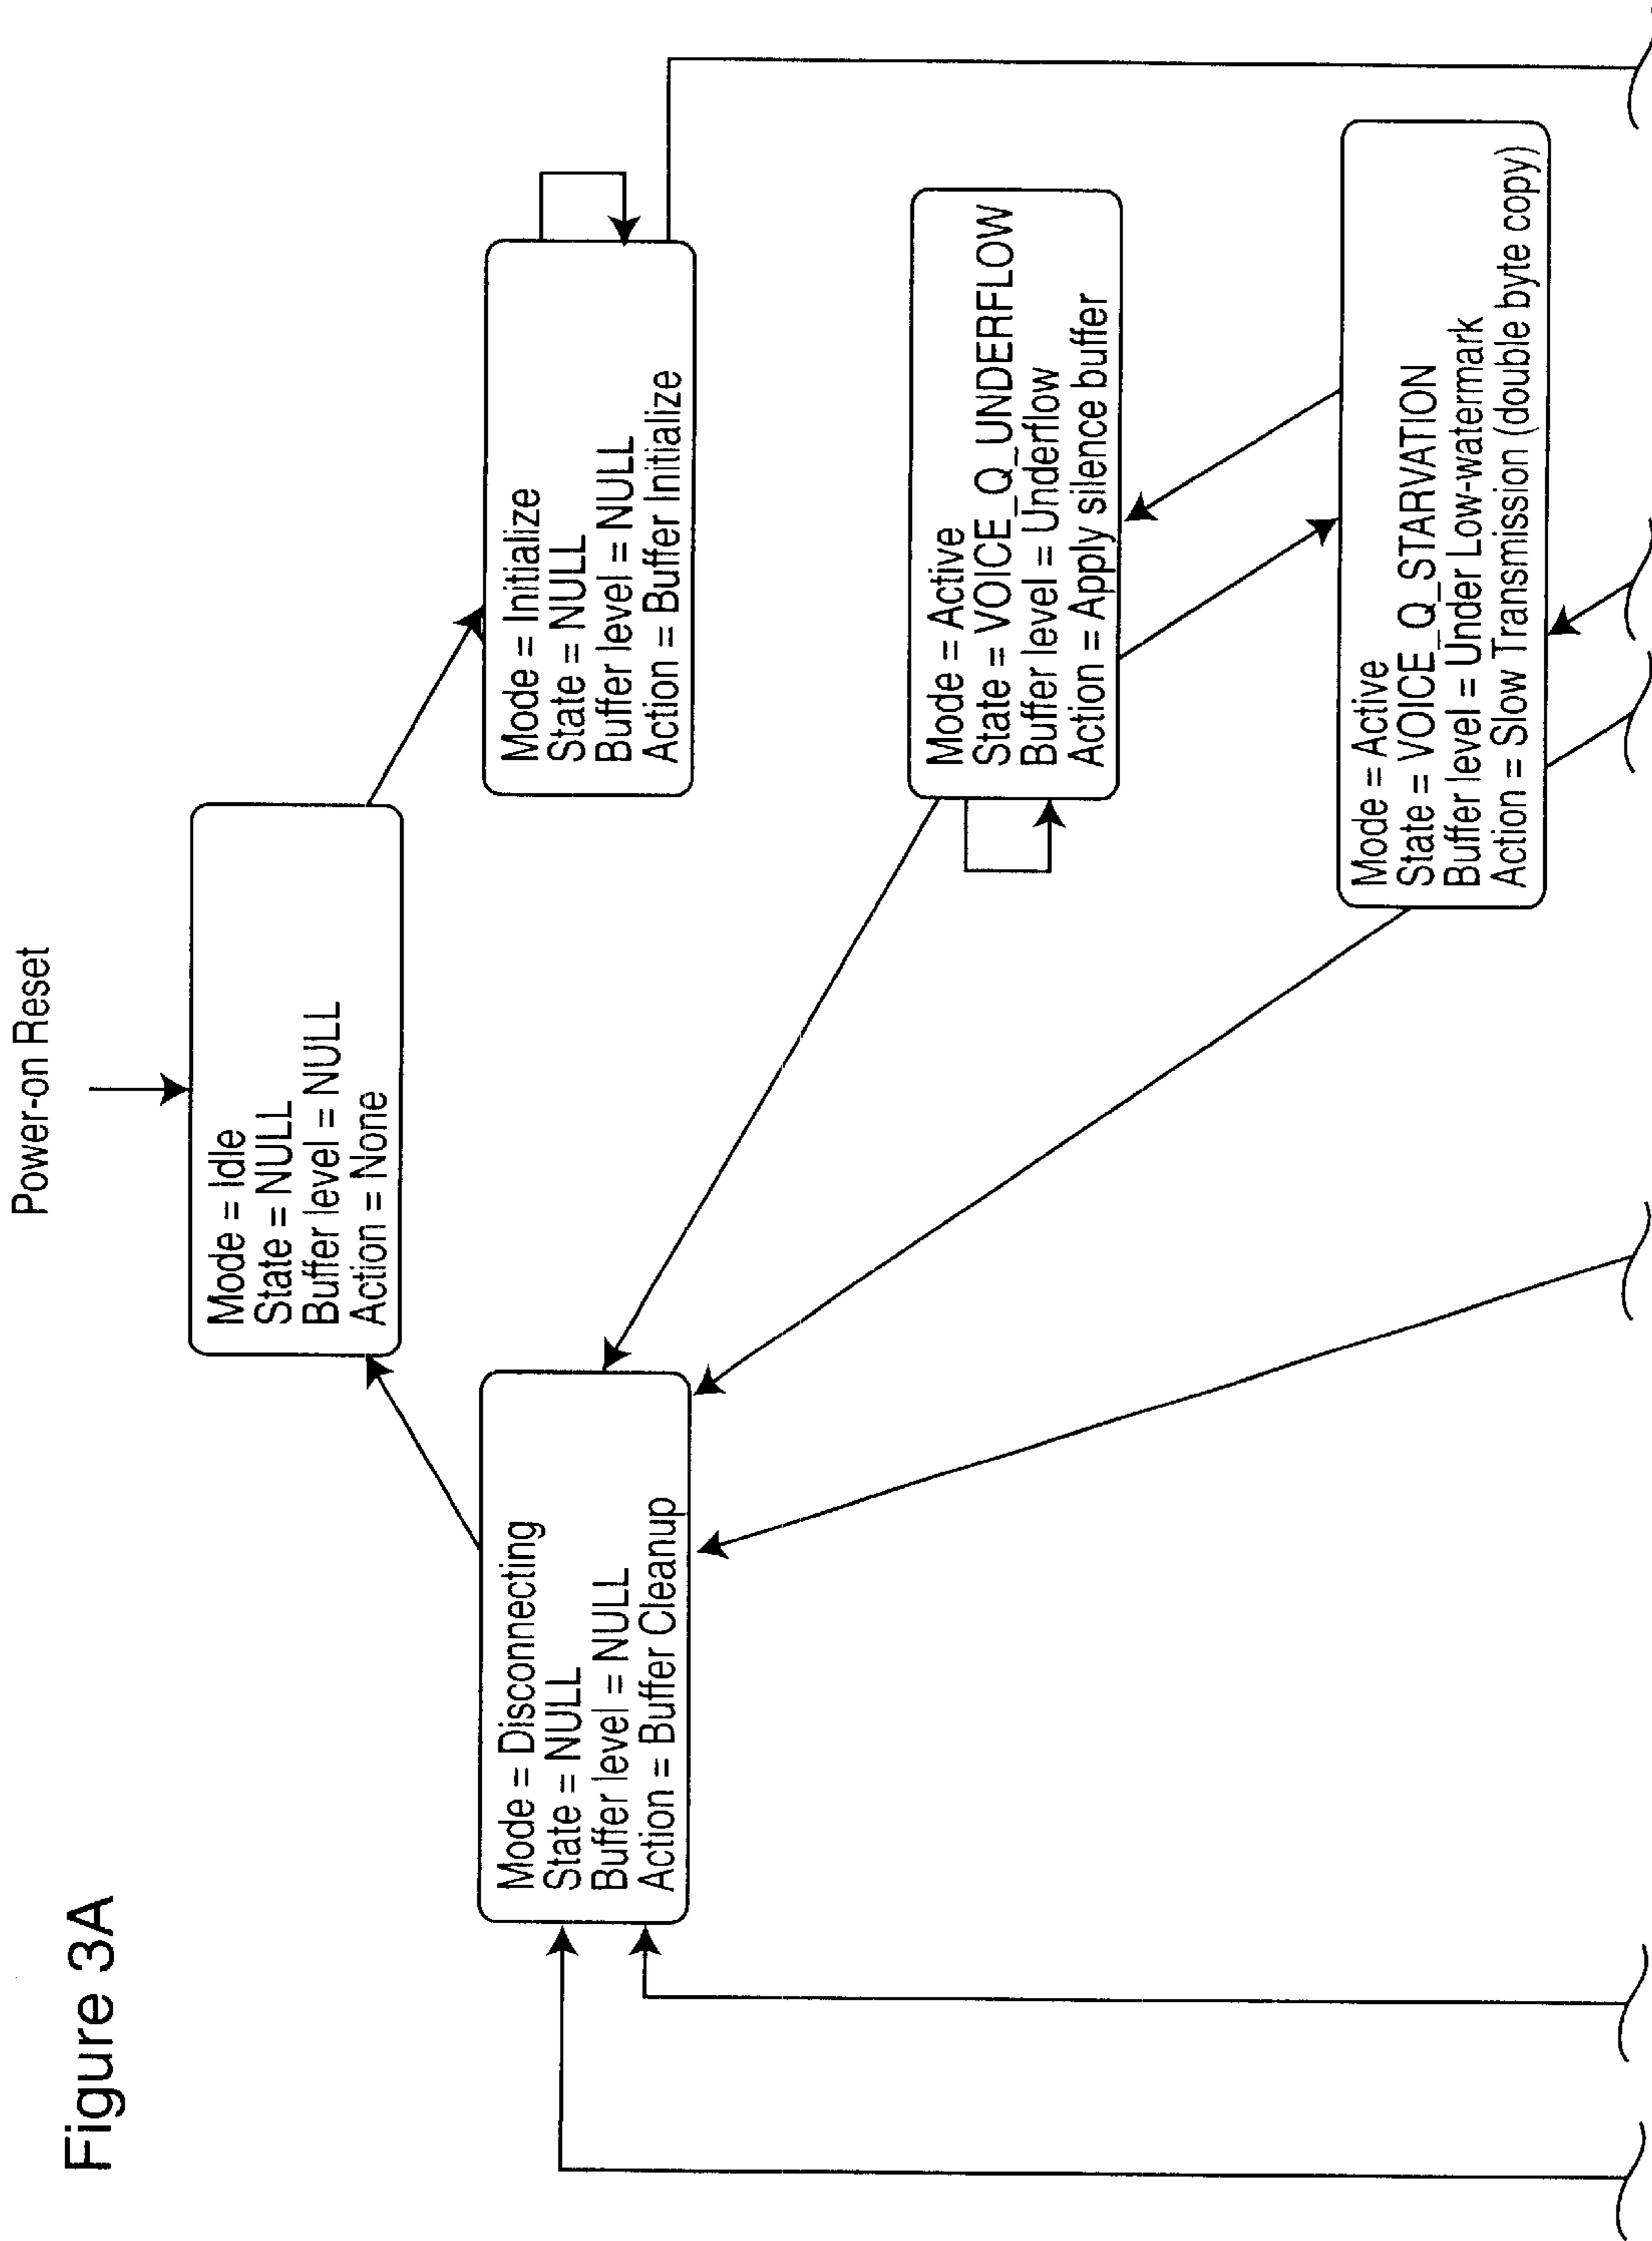 Figure 3A
Power-on Reset
Mode = Idle
State = NULL
Buffer level = NULL
Action = None
Mode = Disconnecting
State = NULL
Buffer level = NULL
Action = Buffer Cleanup
Mode = Initialize
State = NULL
Buffer level = NULL
Action = Buffer Initialize
Mode = Active
State = VOICE_Q_UNDERFLOW
Buffer level = Underflow
Action = Apply silence buffer
Mode = Active
State = VOICE_Q_STARVATION
Buffer level = Under Low-watermark
Action = Slow Transmission (double byte copy)